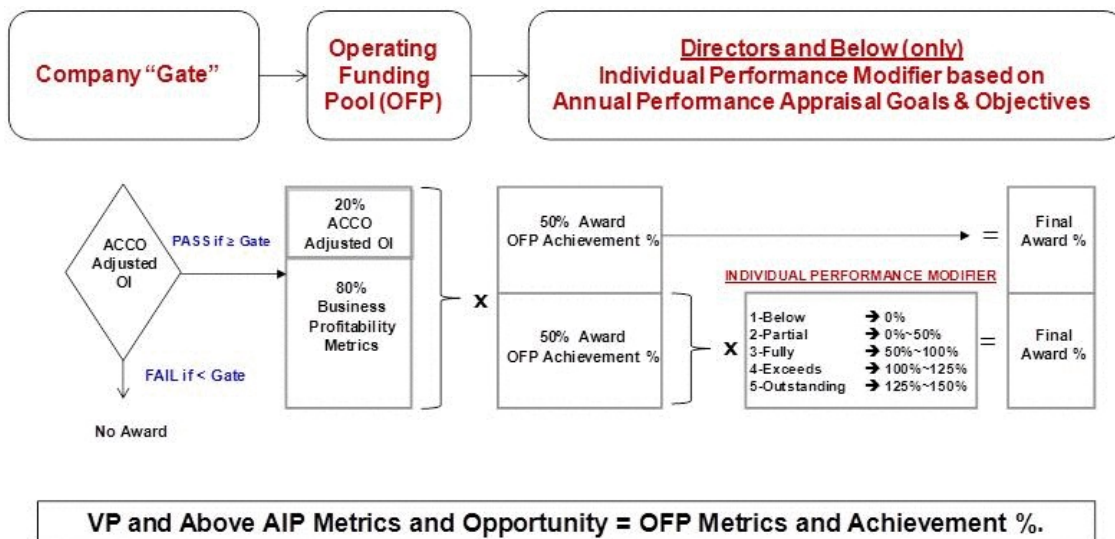 Company “Gate”
Operating
Funding
Pool (OFP)
Directors and Below (only)
Individual Performance Modifier based on
Annual Performance Appraisal Goals & Objectives
ACCO
Adjusted
OI
PASS if ≥ Gate
FAIL if < Gate
No Award
20%
ACCO
Adjusted OI
80%
Business
Profitability
Metrics
x
50% Award
OFP Achievement %
=
Final
Award %
50% Award
OFP Achievement %
x
INDIVIDUAL PERFORMANCE MODIFIER
1-Below ➔ 0%
2-Partial ➔ 0%~50%
3-Fully ➔ 50%~100%
4-Exceeds ➔ 100%~125%
5-Outstanding ➔ 125%~150%
=
Final
Award %
VP and Above AIP Metrics and Opportunity = OFP Metrics and Achievement %.